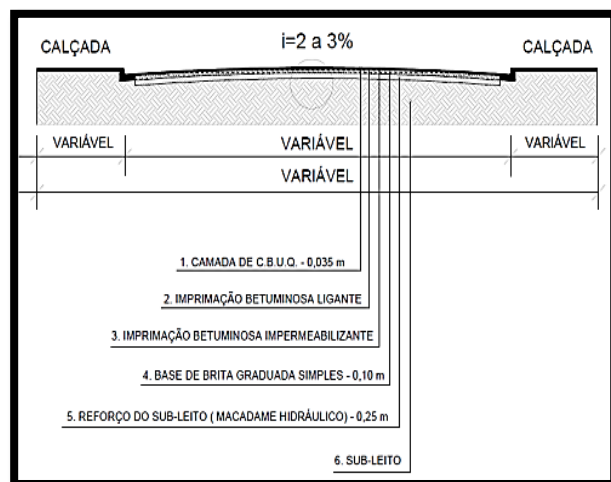 CALÇADA
i=2 a 3%
CALÇADA
VARIÁVEL
VARIÁVEL
VARIÁVEL
VARIÁVEL
1. CAMADA DE C.B.U.Q. - 0,035 m
2. IMPRIMAÇÃO BETUMINOSA LIGANTE
3. IMPRIMAÇÃO BETUMINOSA IMPERMEABILIZANTE
4. BASE DE BRITA GRADUADA SIMPLES - 0,10 m
5. REFORÇO DO SUB-LEITO ( MACADAME HIDRÁULICO) - 0,25 m
6. SUB-LEITO